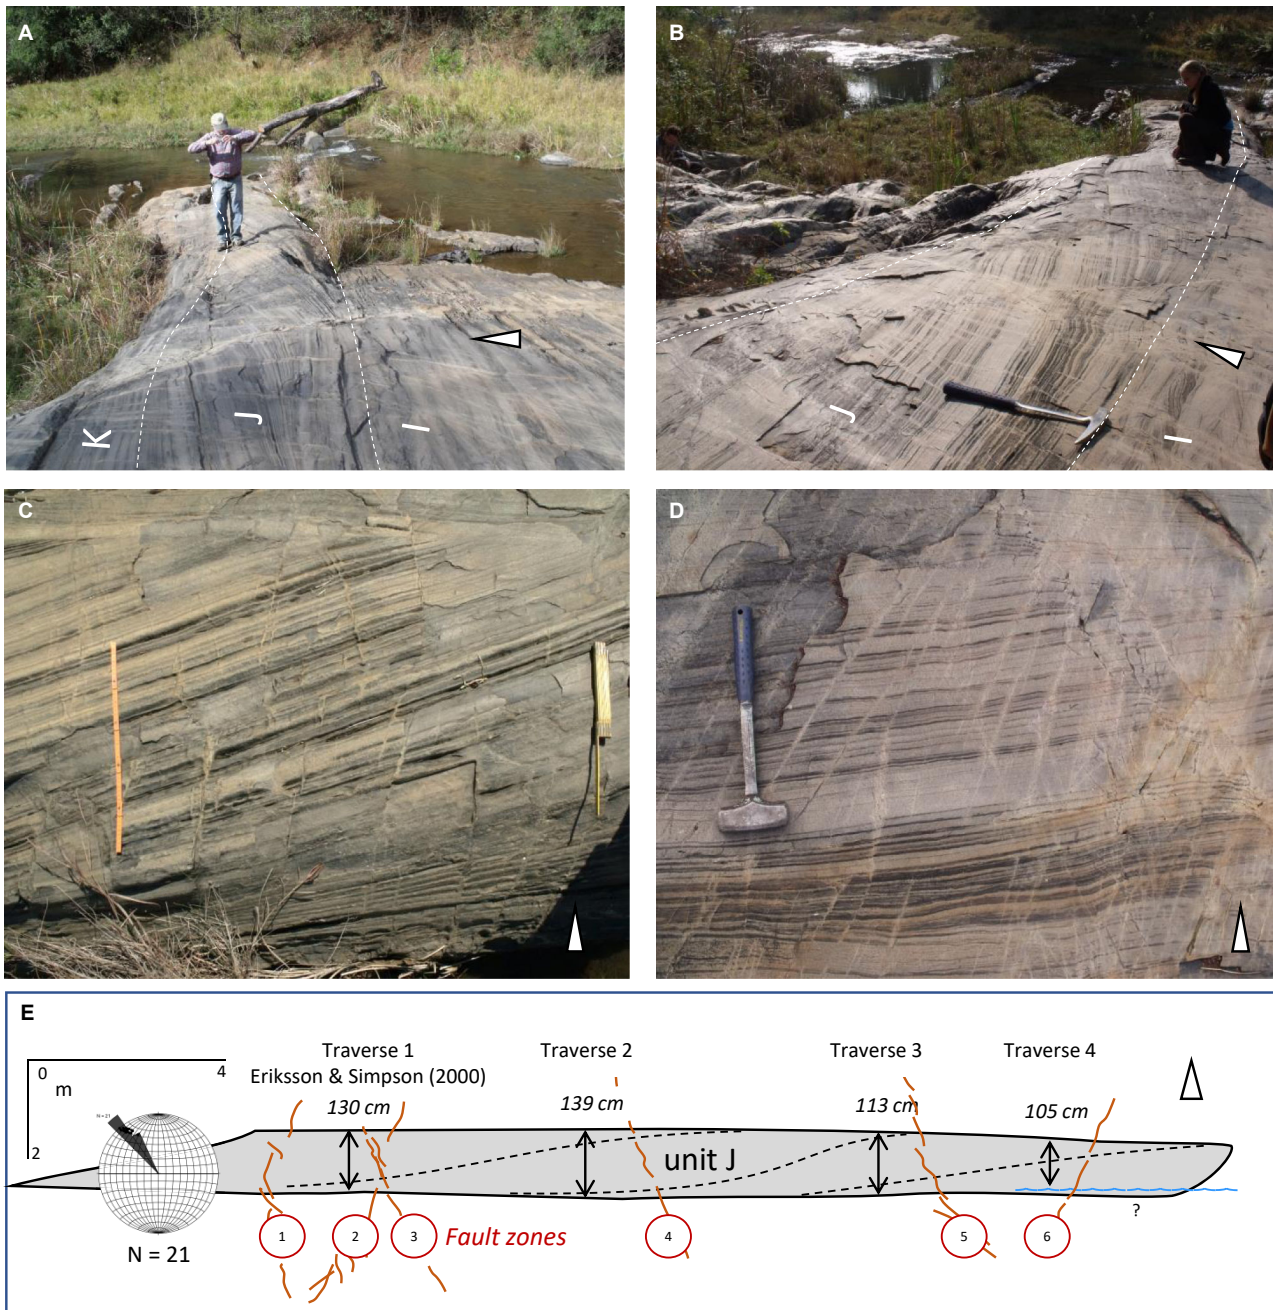 A
B
K
J
I
J
I
C
D
E
0
4
m
2
Traverse 1
Eriksson & Simpson (2000)
130 cm
Traverse 2
139 cm
Traverse 3
113 cm
Traverse 4
105 cm
unit J
N = 21
N = 21
1
2
3
Fault zones
4
5
6
?